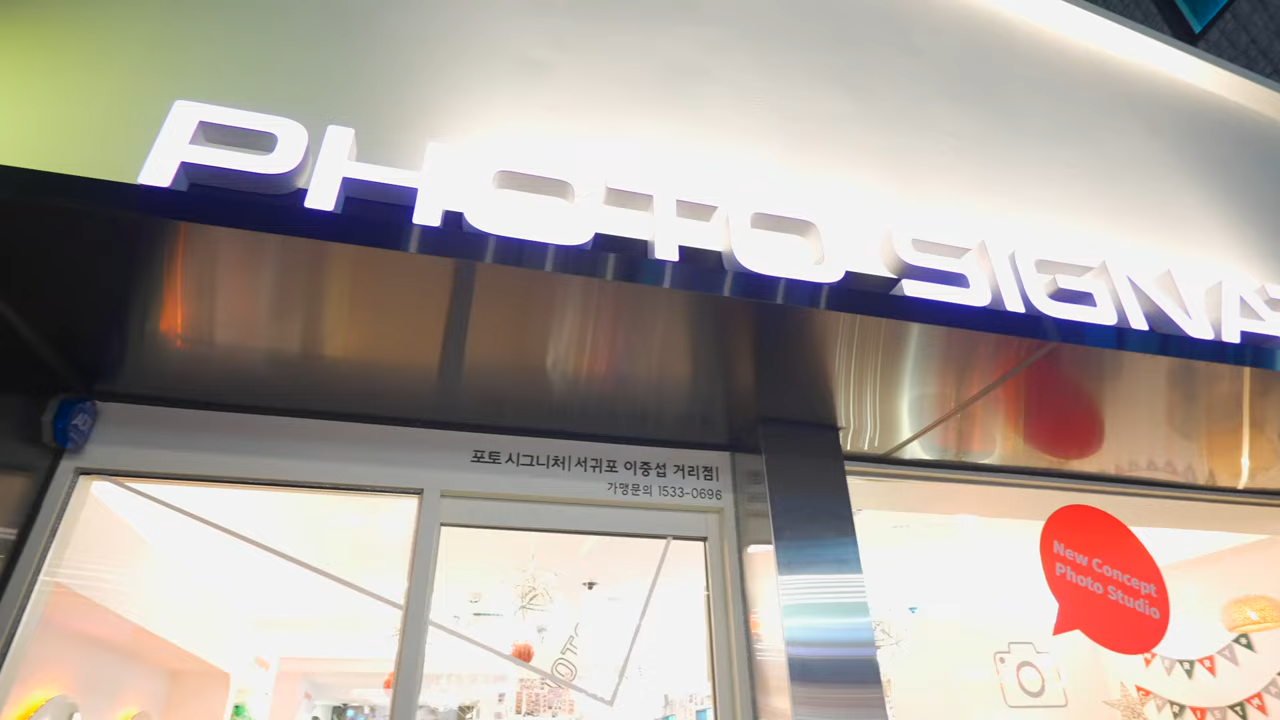 PHOTO SIGNA
포토시그니처|서귀포 이중섭 거리점|
가맹문의 1533-0696
New Concept
Photo Studio
MERRY